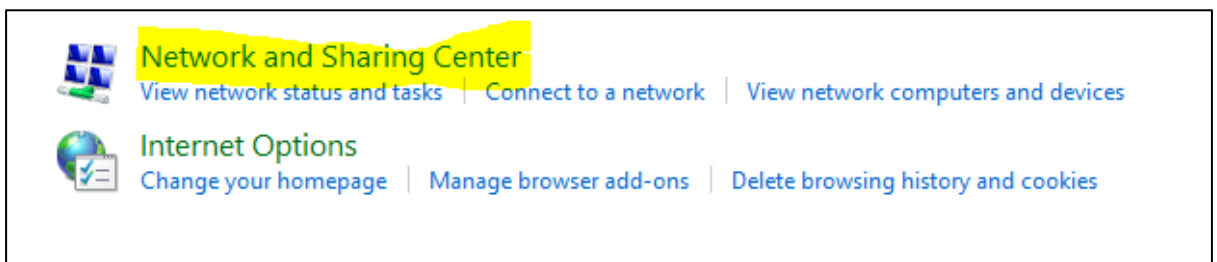 Network and Sharing Center
View network status and tasks | Connect to a network | View network computers and devices
Internet Options
Change your homepage | Manage browser add-ons | Delete browsing history and cookies